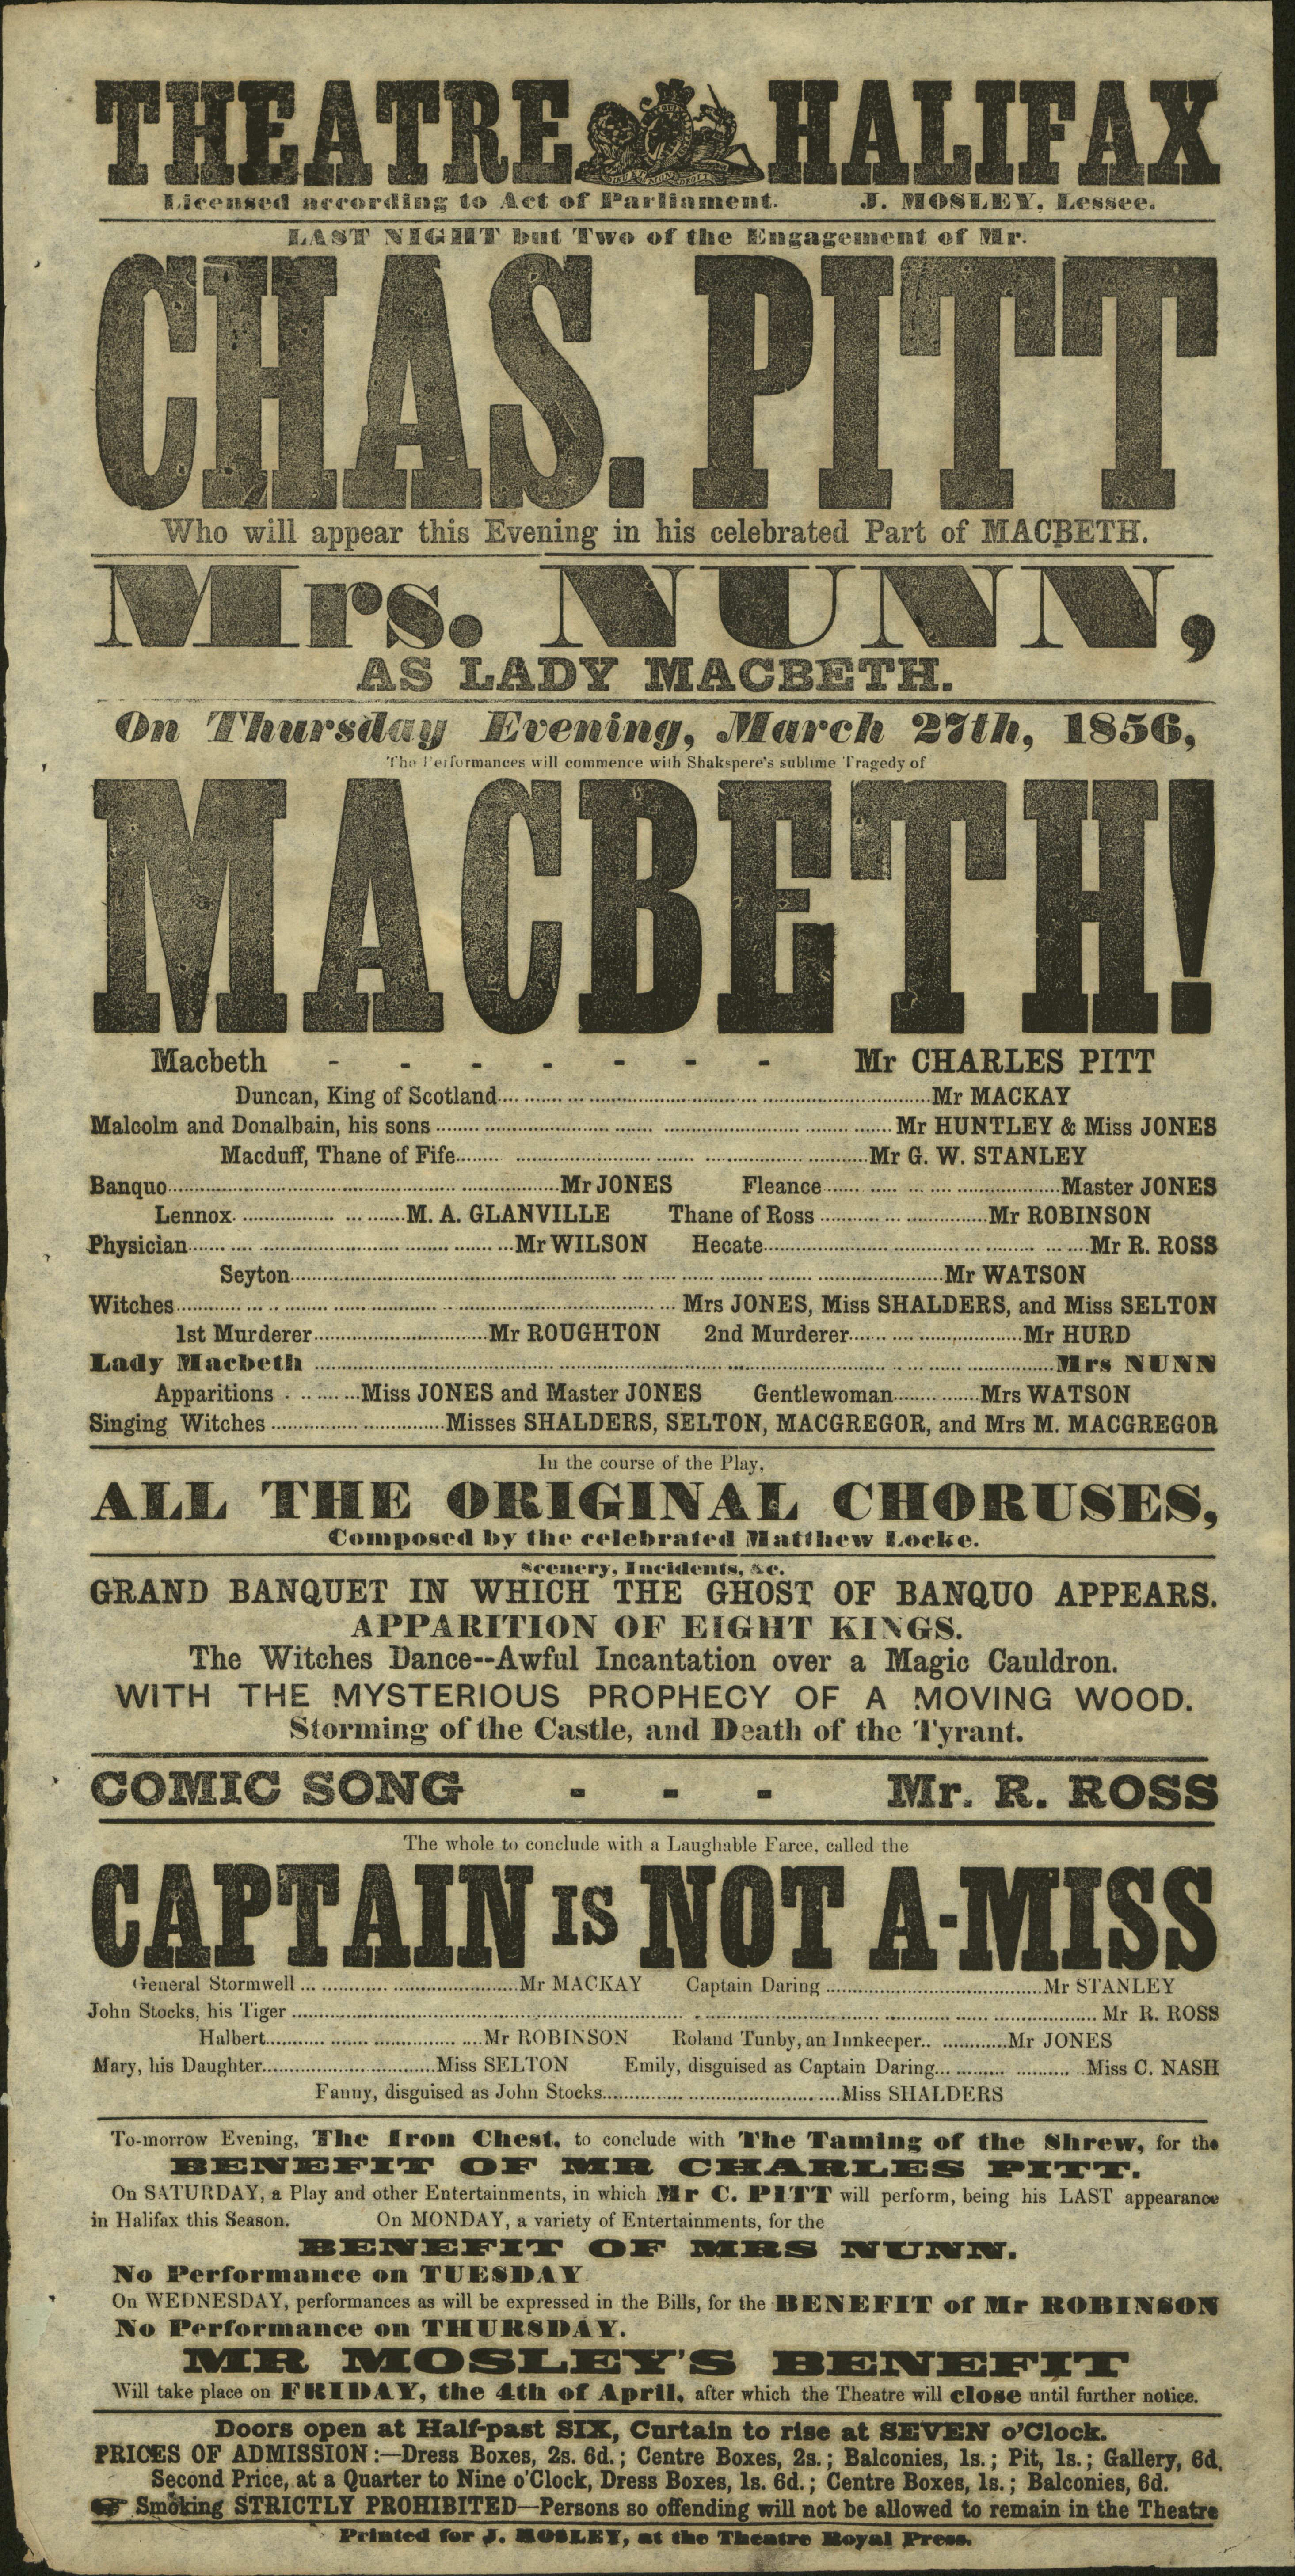 THEATRE HALIFAX
DIEU ET MON DROIT
Licensed according to Act of Parliament. J. MOSLEY, Lessee.
LAST NIGHT but Two of the Engagement of Mr.
CHAS. PITT
Who will appear this Evening in his celebrated Part of MACBETH.
Mrs. NUNN,
AS LADY MACBETH.
On Thursday Evening, March 27th, 1856,
The Performances will commence with Shakspere's sublime Tragedy of
MACBETH!
Macbeth - - - - - - - Mr CHARLES PITT
Duncan, King of Scotland.......... Mr MACKAY
Malcolm and Donalbain, his sons.......... Mr HUNTLEY & Miss JONES
Macduff, Thane of Fife.......... Mr G. W. STANLEY
Banquo.......... Mr JONES Fleance.......... Master JONES
Lennox.......... M. A. GLANVILLE Thane of Ross.......... Mr ROBINSON
Physician.......... Mr WILSON Hecate.......... Mr R. ROSS
Seyton.......... Mr WATSON
Witches.......... Mrs JONES, Miss SHALDERS, and Miss SELTON
1st Murderer.......... Mr ROUGHTON 2nd Murderer.......... Mr HURD
Lady Macbeth.......... Mrs NUNN
Apparitions.......... Miss JONES and Master JONES Gentlewoman.......... Mrs WATSON
Singing Witches.......... Misses SHALDERS, SELTON, MACGREGOR, and Mrs M. MACGREGOR
In the course of the Play,
ALL THE ORIGINAL CHORUSES,
Composed by the celebrated Matthew Locke.
Scenery, Incidents, &c.
GRAND BANQUET IN WHICH THE GHOST OF BANQUO APPEARS.
APPARITION OF EIGHT KINGS.
The Witches Dance--Awful Incantation over a Magic Cauldron.
WITH THE MYSTERIOUS PROPHECY OF A MOVING WOOD.
Storming of the Castle, and Death of the Tyrant.
COMIC SONG - - - Mr. R. ROSS
The whole to conclude with a Laughable Farce, called the
CAPTAIN IS NOT A-MISS
General Stormwell.......... Mr MACKAY Captain Daring.......... Mr STANLEY
John Stocks, his Tiger.......... Mr R. ROSS
Halbert.......... Mr ROBINSON Roland Tunby, an Innkeeper.......... Mr JONES
Mary, his Daughter.......... Miss SELTON Emily, disguised as Captain Daring.......... Miss C. NASH
Fanny, disguised as John Stocks.......... Miss SHALDERS
To-morrow Evening, The Iron Chest, to conclude with The Taming of the Shrew, for the
BENEFIT OF MR CHARLES PITT.
On SATURDAY, a Play and other Entertainments, in which Mr C. PITT will perform, being his LAST appearance
in Halifax this Season. On MONDAY, a variety of Entertainments, for the
BENEFIT OF MRS NUNN.
No Performance on TUESDAY
On WEDNESDAY, performances as will be expressed in the Bills, for the BENEFIT of Mr ROBINSON
No Performance on THURSDAY.
MR MOSLEY'S BENEFIT
Will take place on FRIDAY, the 4th of April, after which the Theatre will close until further notice.
Doors open at Half-past SIX, Curtain to rise at SEVEN o'Clock.
PRICES OF ADMISSION:—Dress Boxes, 2s. 6d.; Centre Boxes, 2s.; Balconies, 1s.; Pit, 1s.; Gallery, 6d.
Second Price, at a Quarter to Nine o'Clock, Dress Boxes, 1s. 6d.; Centre Boxes, 1s.; Balconies, 6d.
☛ Smoking STRICTLY PROHIBITED—Persons so offending will not be allowed to remain in the Theatre
Printed for J. MOSLEY, at the Theatre Royal Press.